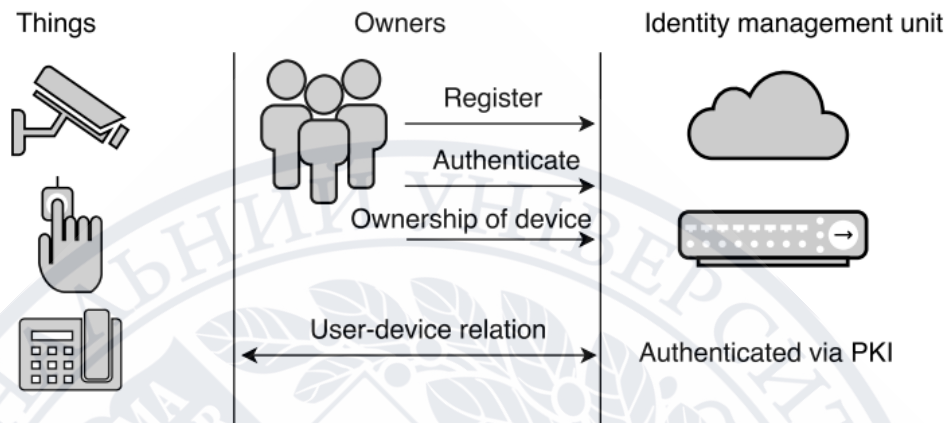 Things
Owners
Identity management unit
Register
Authenticate
Ownership of device
User-device relation
Authenticated via PKI